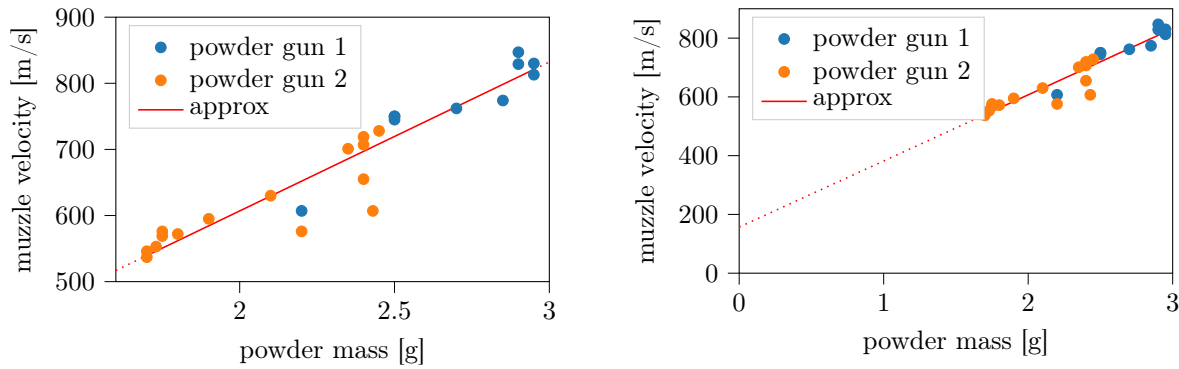 900
800
700
600
500
muzzle velocity [m/s]
powder gun 1
powder gun 2
approx
2
2.5
3
powder mass [g]
800
600
400
200
0
muzzle velocity [m/s]
powder gun 1
powder gun 2
approx
0
1
2
3
powder mass [g]